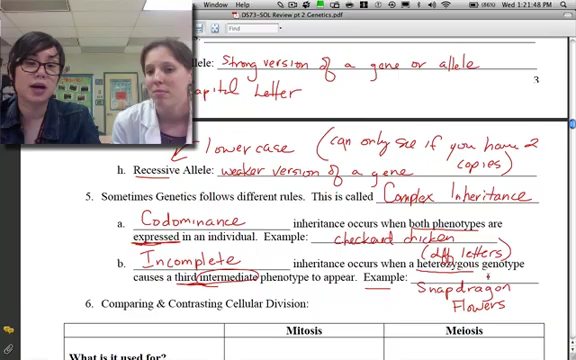 Window Help
Wed 1:21:48 PM
OS73-SOL Review pt 2 Genetics.pdf
Find
Allele: Strong version of a gene or allele
3
Capital Letter
lower case (can only see if you have 2
copies)
h. Recessive Allele: weaker version of a gene
5. Sometimes Genetics follows different rules. This is called Complex Inheritance
a. Codominance inheritance occurs when both phenotypes are
expressed in an individual. Example: checkard chicken
(diff letters)
b. Incomplete inheritance occurs when a heterozygous genotype
causes a third intermediate phenotype to appear. Example: Snapdragon
Flowers
6. Comparing & Contrasting Cellular Division:
Mitosis Meiosis
What is it used for?